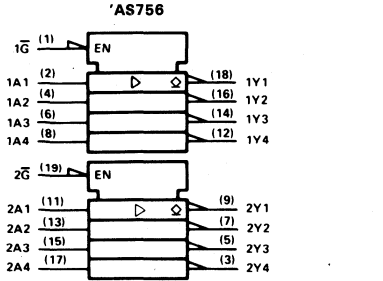 'AS756
1G̅ (1) EN
1A1 (2) (18) 1Y1
1A2 (4) (16) 1Y2
1A3 (6) (14) 1Y3
1A4 (8) (12) 1Y4
2G̅ (19) EN
2A1 (11) (9) 2Y1
2A2 (13) (7) 2Y2
2A3 (15) (5) 2Y3
2A4 (17) (3) 2Y4